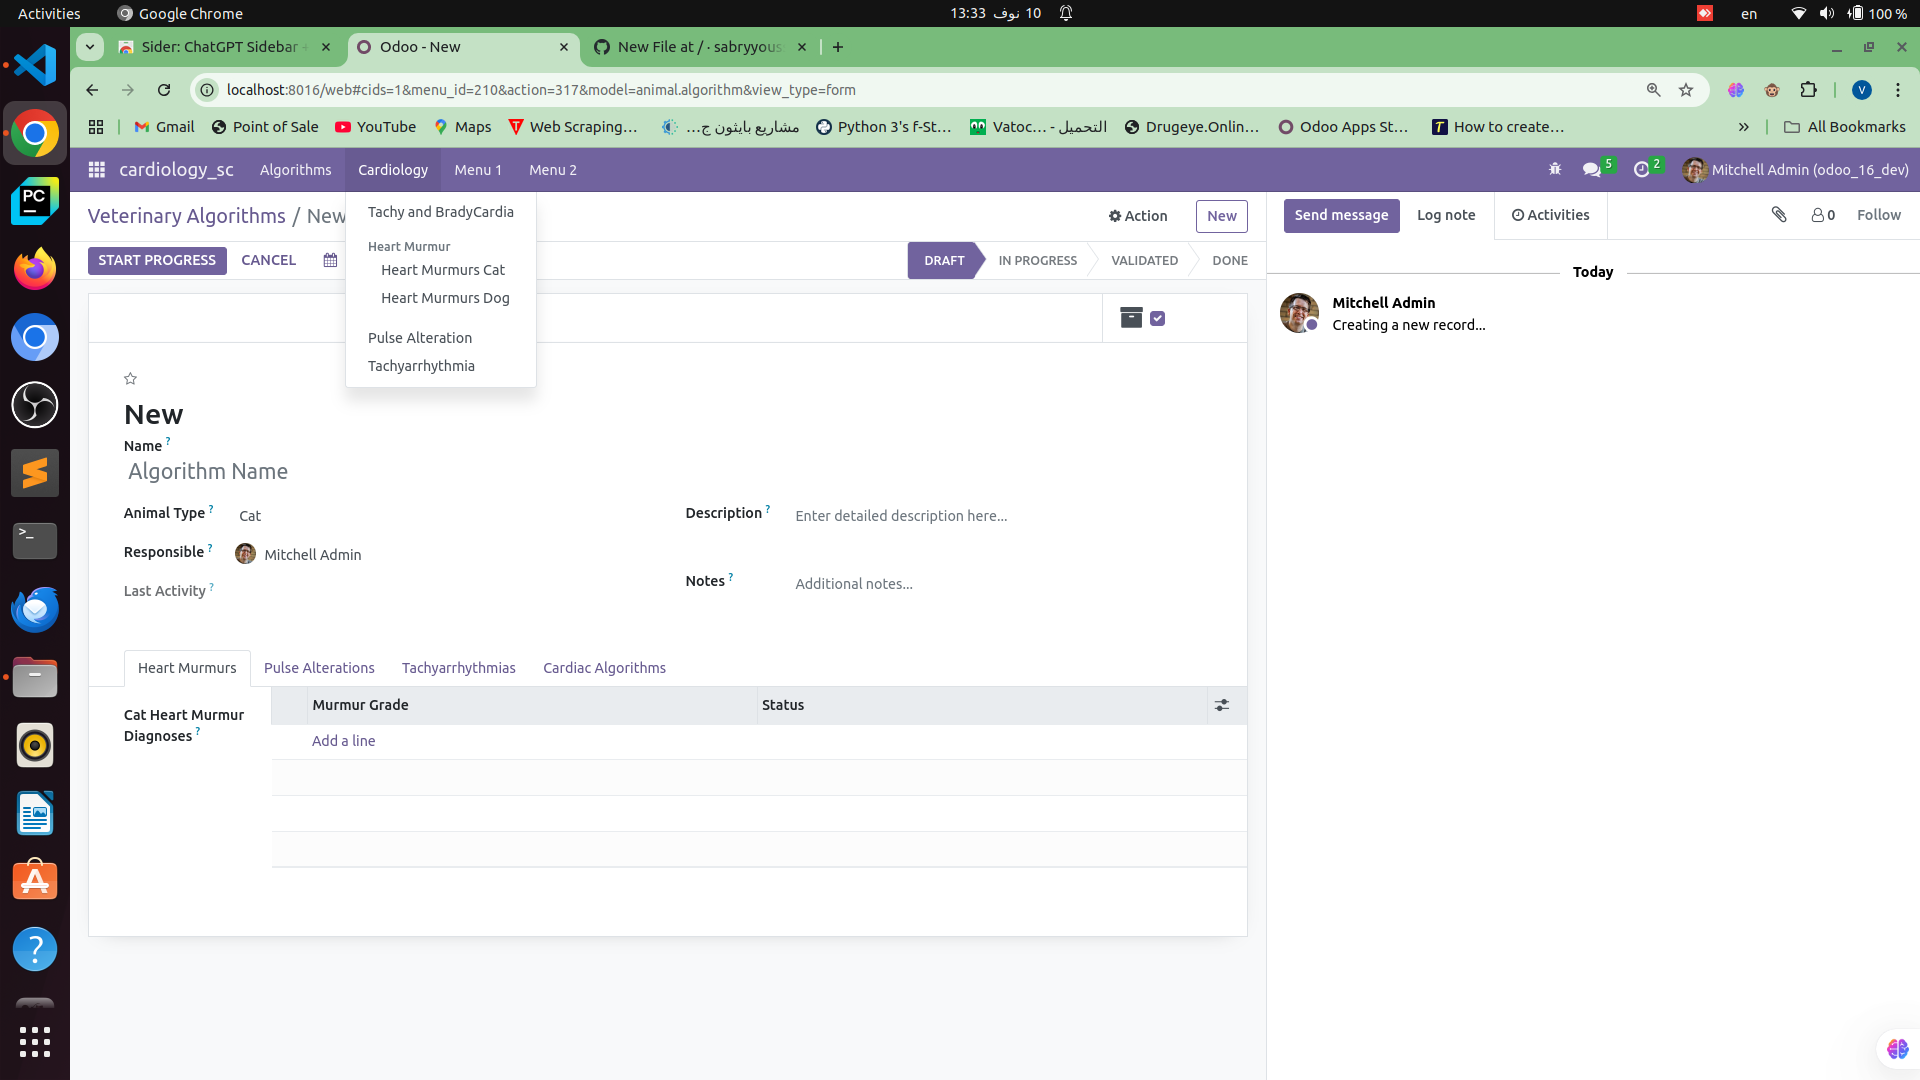 Activities
Google Chrome
13:33 10 نوف
en
100 %
Sider: ChatGPT Sidebar
Odoo - New
New File at / · sabryyous
localhost:8016/web#cids=1&menu_id=210&action=317&model=animal.algorithm&view_type=form
V
Gmail
Point of Sale
YouTube
Maps
Web Scraping…
مشاريع بايثون ج…
Python 3's f-St…
Vatoc… - التحميل
Drugeye.Onlin…
Odoo Apps St…
How to create…
»
All Bookmarks
cardiology_sc
Algorithms
Cardiology
Menu 1
Menu 2
5
2
Mitchell Admin (odoo_16_dev)
Veterinary Algorithms / New
Tachy and BradyCardia
Heart Murmur
Heart Murmurs Cat
Heart Murmurs Dog
Pulse Alteration
Tachyarrhythmia
Action
New
Send message
Log note
Activities
0
Follow
START PROGRESS
CANCEL
DRAFT
IN PROGRESS
VALIDATED
DONE
Today
Mitchell Admin
Creating a new record...
New
Name ?
Algorithm Name
Animal Type ?
Cat
Description ?
Enter detailed description here...
Responsible ?
Mitchell Admin
Notes ?
Additional notes...
Last Activity ?
Heart Murmurs
Pulse Alterations
Tachyarrhythmias
Cardiac Algorithms
Cat Heart Murmur
Diagnoses ?
Murmur Grade
Status
Add a line
PC
>_
?